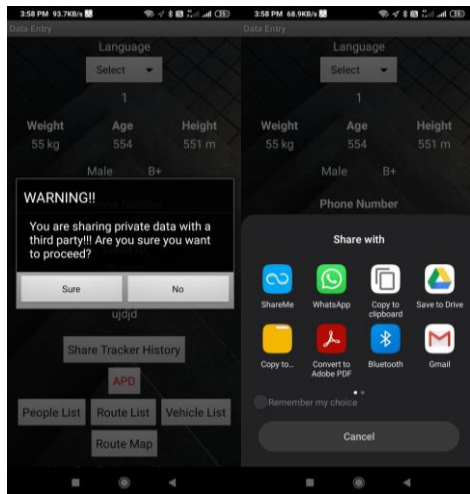 3:58 PM 93.7KB/s
Data Entry
Language
Select
1
Weight Age Height
55 kg 554 551 m
Male B+
Phone Number
WARNING!!
You are sharing private data with a
third party!!! Are you sure you want
to proceed?
Sure No
ujdjd
Share Tracker History
APD
People List Route List Vehicle List
Route Map
3:58 PM 68.9KB/s
Data Entry
Language
Select
1
Weight Age Height
55 kg 554 551 m
Male B+
Phone Number
Share with
ShareMe WhatsApp Copy to
clipboard Save to Drive
Copy to... Convert to
Adobe PDF Bluetooth Gmail
Remember my choice
Cancel